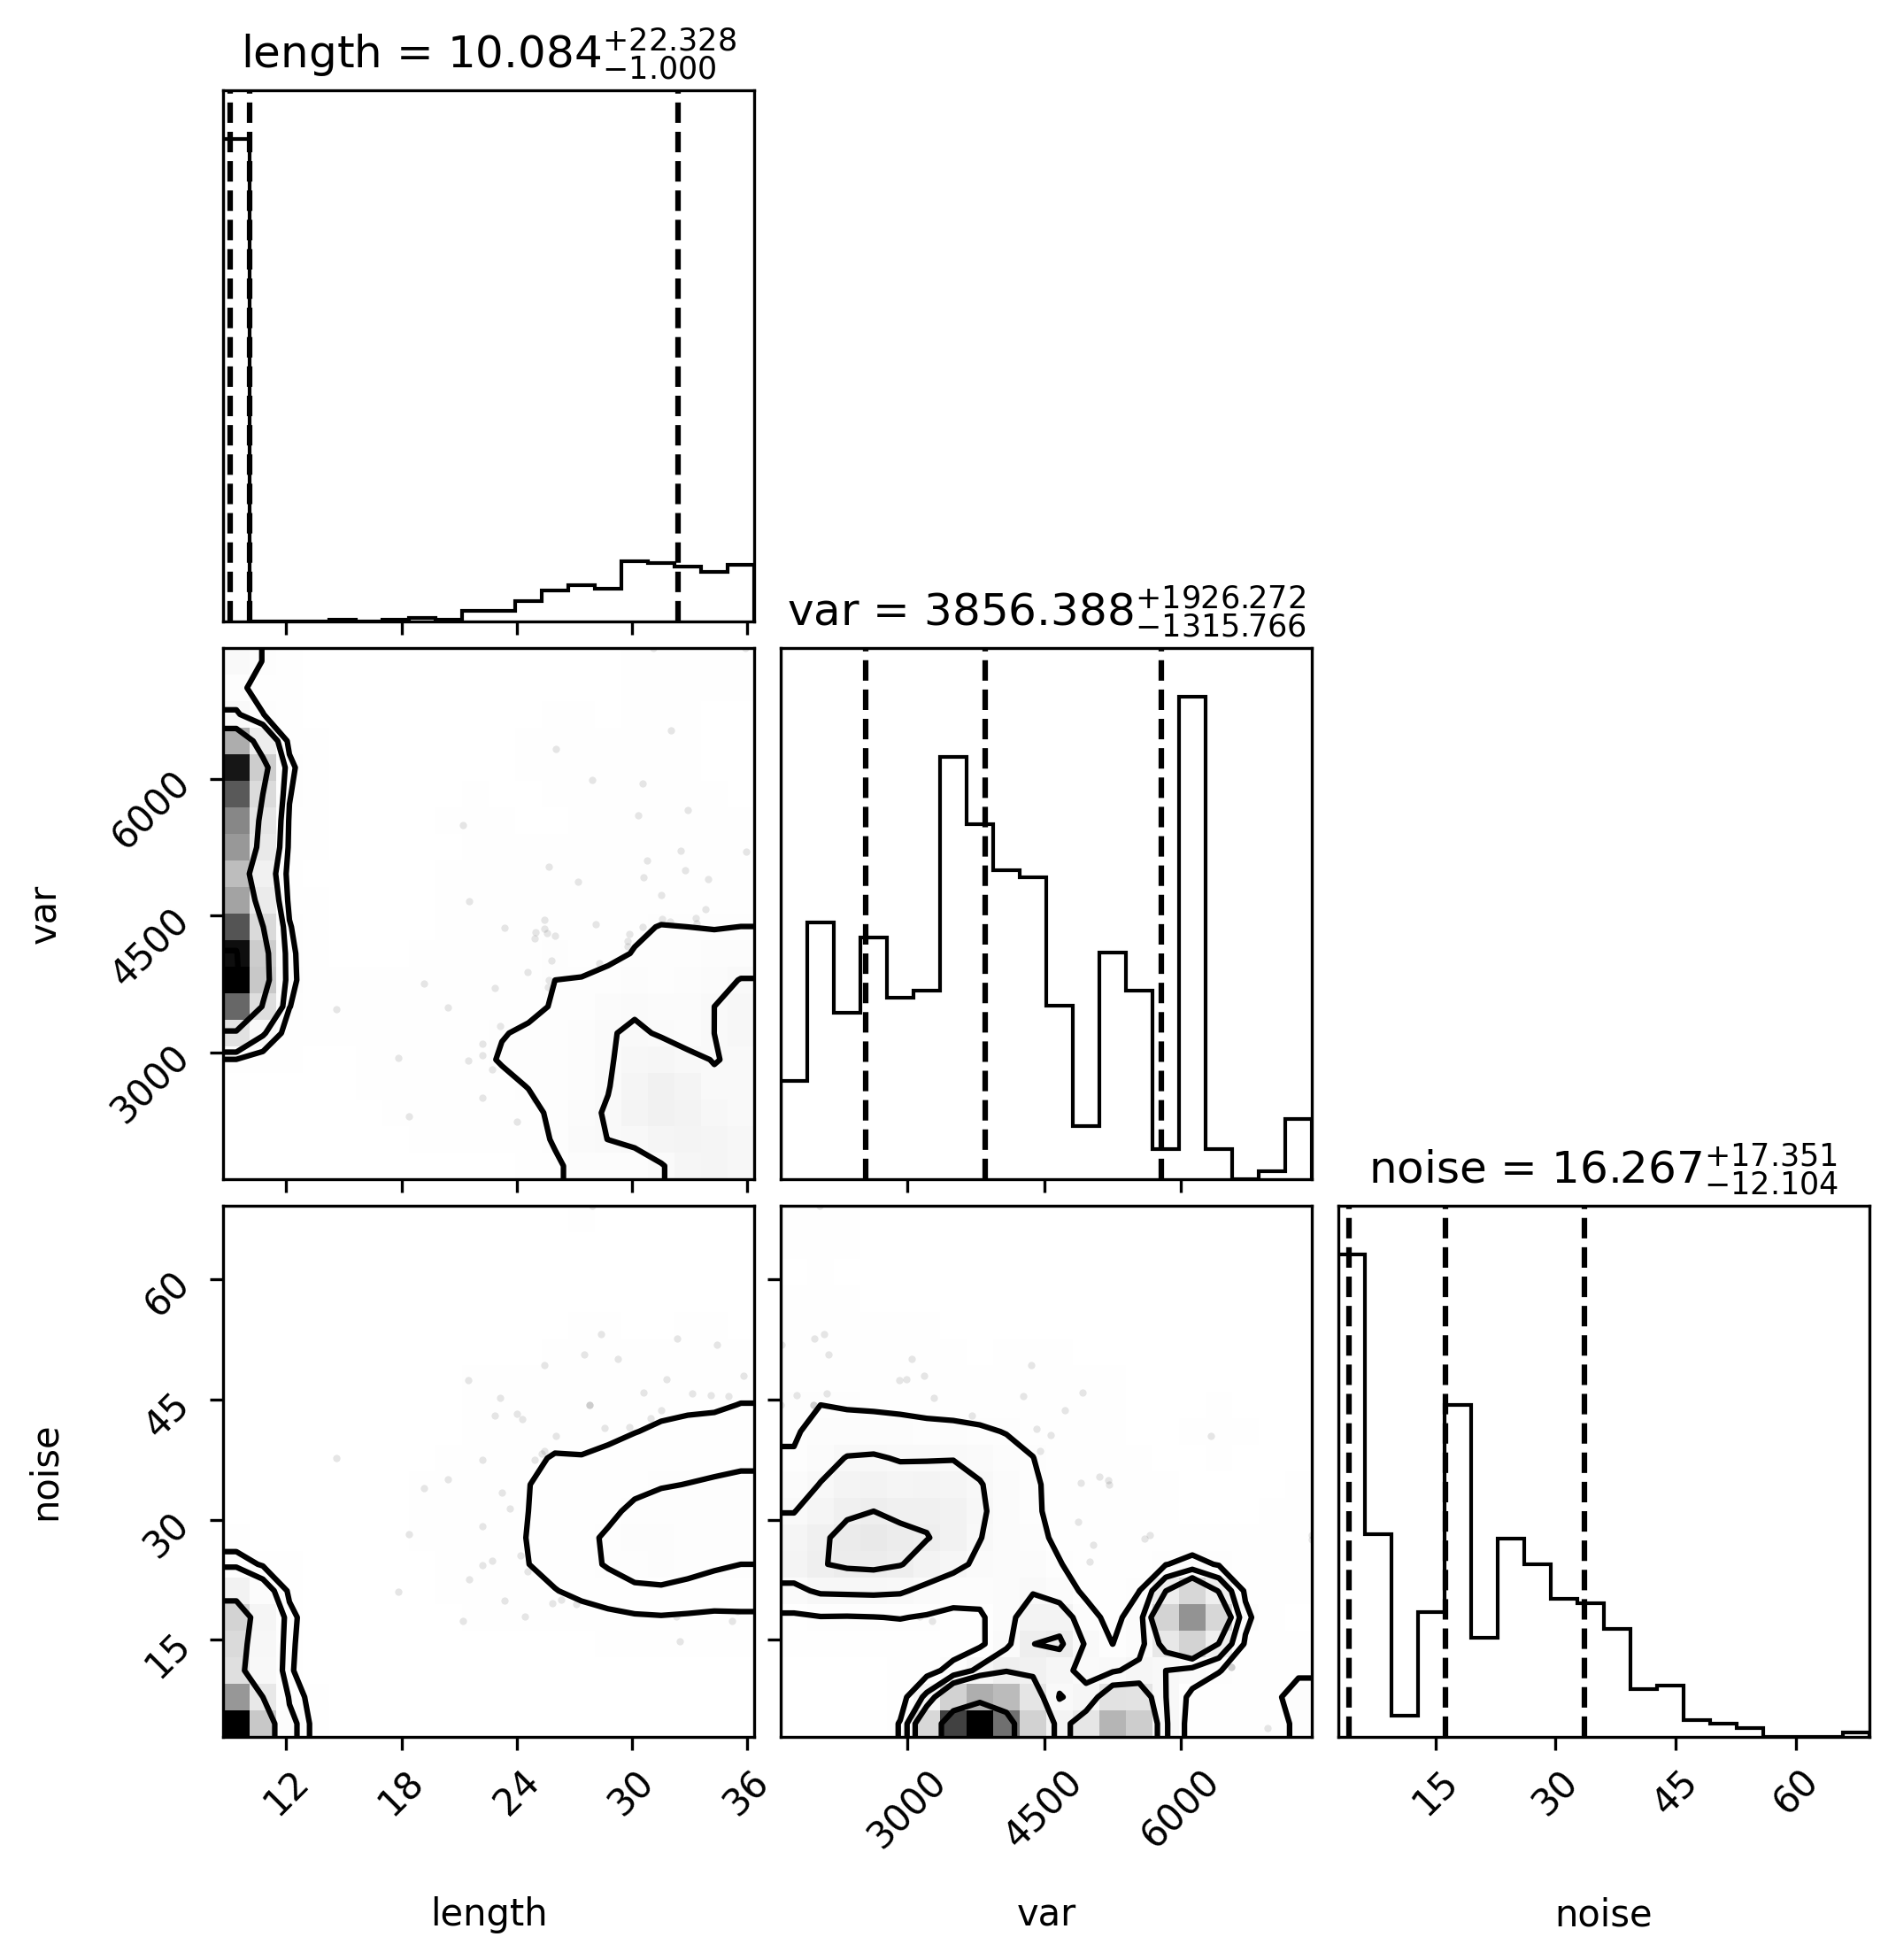 length = 10.084+22.328−1.000
var = 3856.388+1926.272−1315.766
6000
4500
3000
var
noise = 16.267+17.351−12.104
60
45
30
15
noise
12 18 24 30 36 3000 4500 6000 15 30 45 60
length var noise